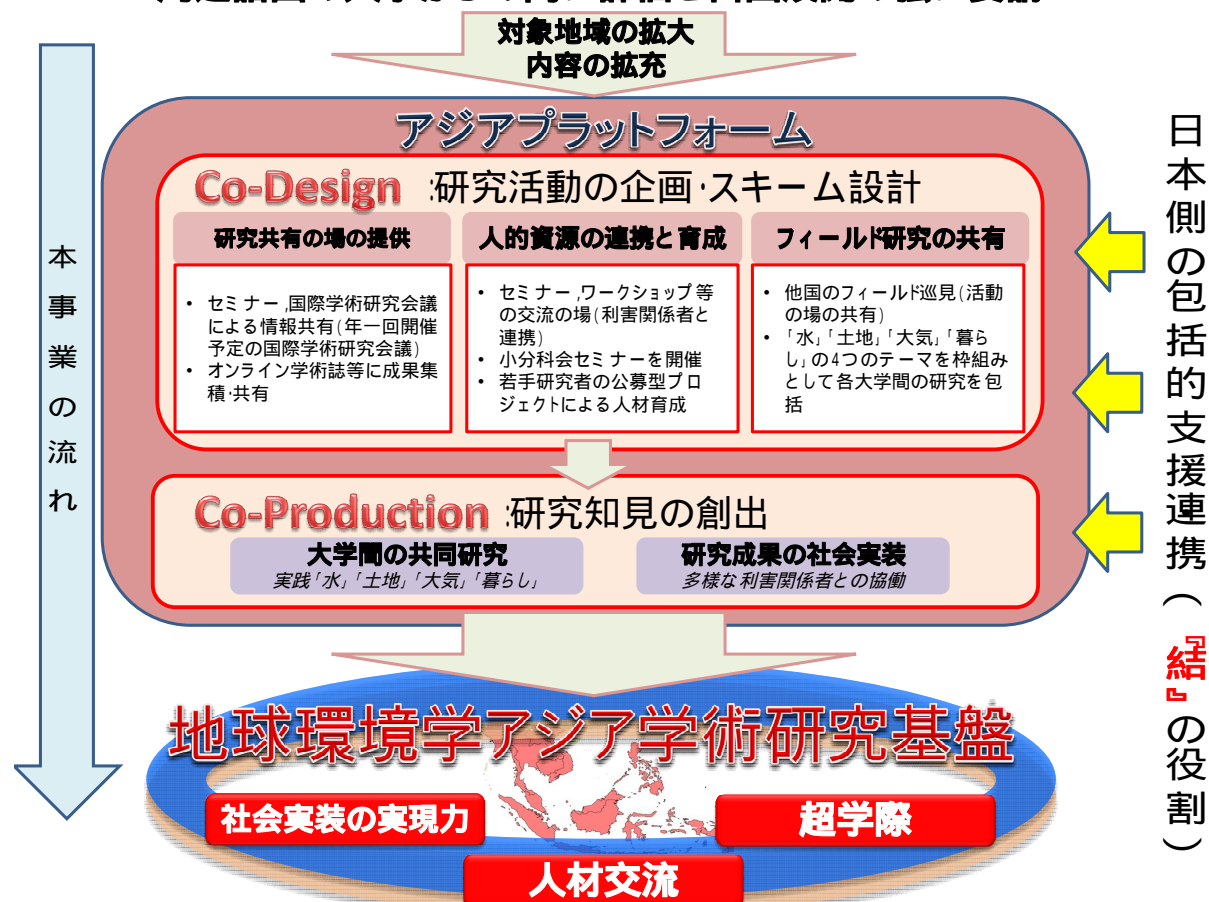 対象地域の拡大
内容の拡充
本事業の流れ
アジアプラットフォーム
Co-Design :研究活動の企画･スキーム設計
研究共有の場の提供
• セミナー,国際学術研究会議
による情報共有(年一回開催
予定の国際学術研究会議)
• オンライン学術誌等に成果集
積･共有
人的資源の連携と育成
• セミナー,ワークショップ等
の交流の場(利害関係者と
連携)
• 小分科会セミナーを開催
• 若手研究者の公募型プロ
ジェクトによる人材育成
フィールド研究の共有
• 他国のフィールド巡見(活動
の場の共有)
• 「水」「土地」「大気」「暮ら
し」の4つのテーマを枠組み
として各大学間の研究を包
括
Co-Production :研究知見の創出
大学間の共同研究
実践「水」「土地」「大気」「暮らし」
研究成果の社会実装
多様な利害関係者との協働
日本側の包括的支援連携(『結』の役割)
地球環境学アジア学術研究基盤
社会実装の実現力
超学際
人材交流